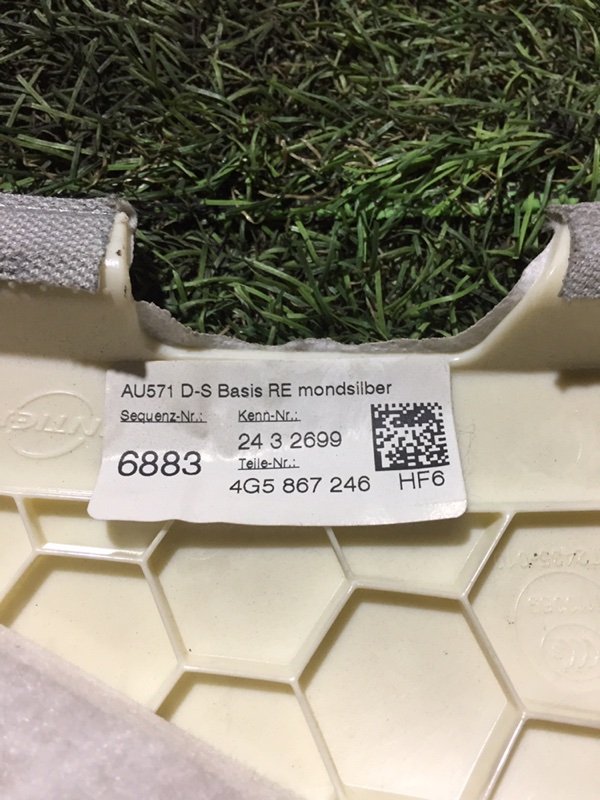 AU571 D-S Basis RE mondsilber
Sequenz-Nr.: Kenn-Nr.:
24 3 2699
6883
Teile-Nr.:
4G5 867 246 HF6